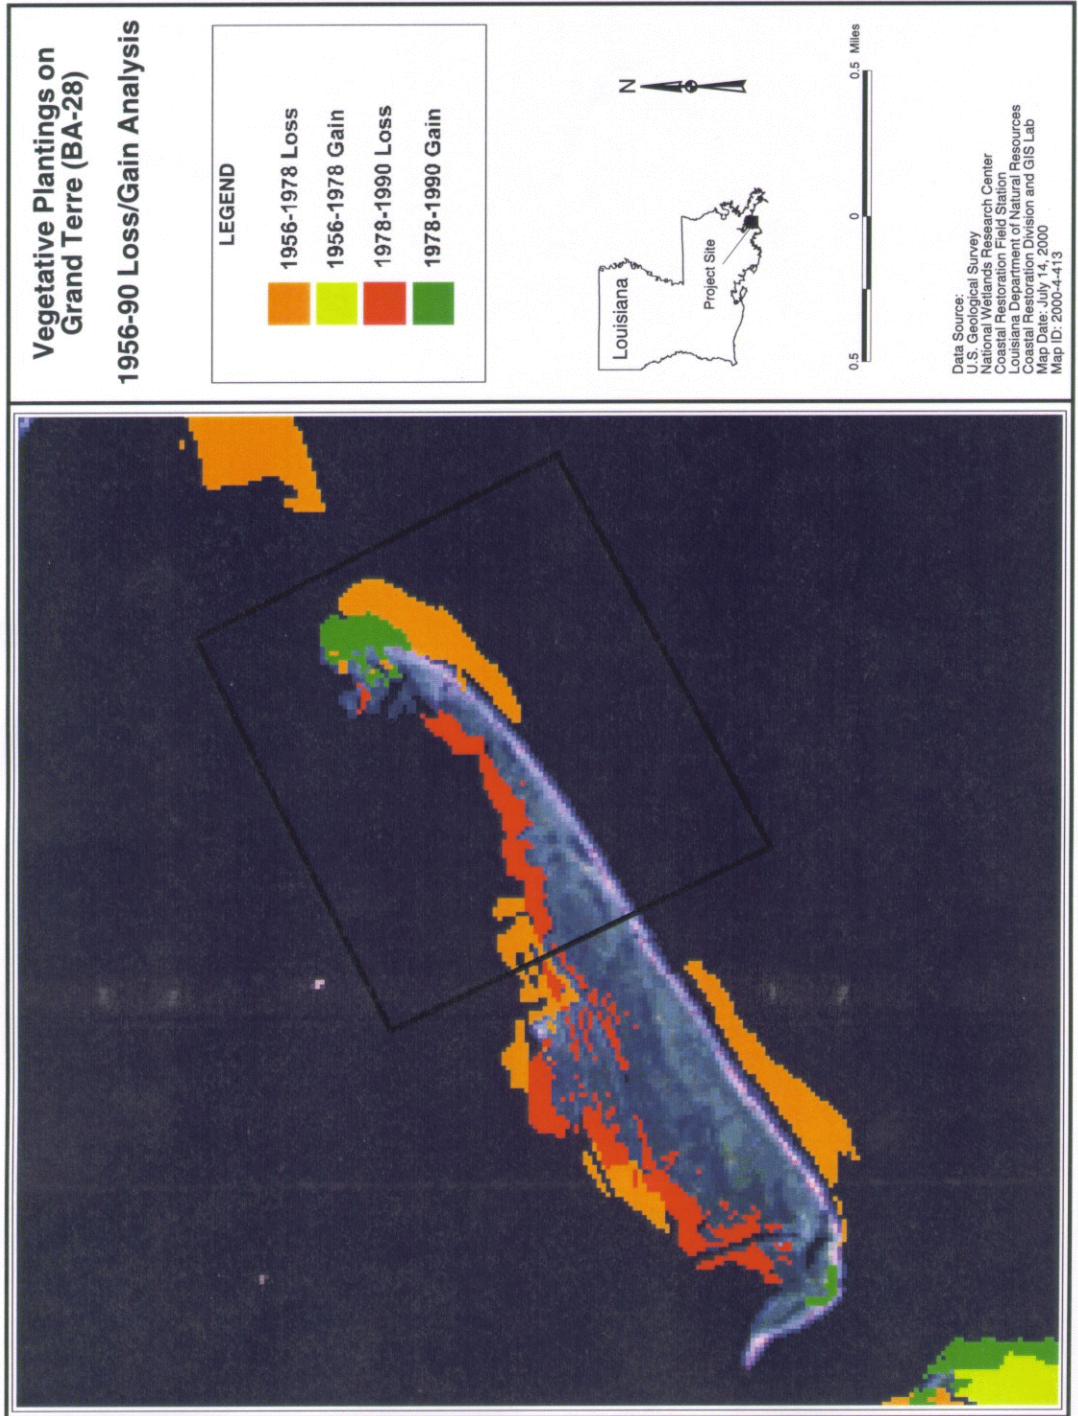 Vegetative Plantings on
Grand Terre (BA-28)
1956-90 Loss/Gain Analysis
LEGEND
1956-1978 Loss
1956-1978 Gain
1978-1990 Loss
1978-1990 Gain
N
Louisiana
Project Site
0.5 0 0.5 Miles
Data Source:
U.S. Geological Survey
National Wetlands Research Center
Coastal Restoration Field Station
Louisiana Department of Natural Resources
Coastal Restoration Division and GIS Lab
Map Date: July 14, 2000
Map ID: 2000-4-413